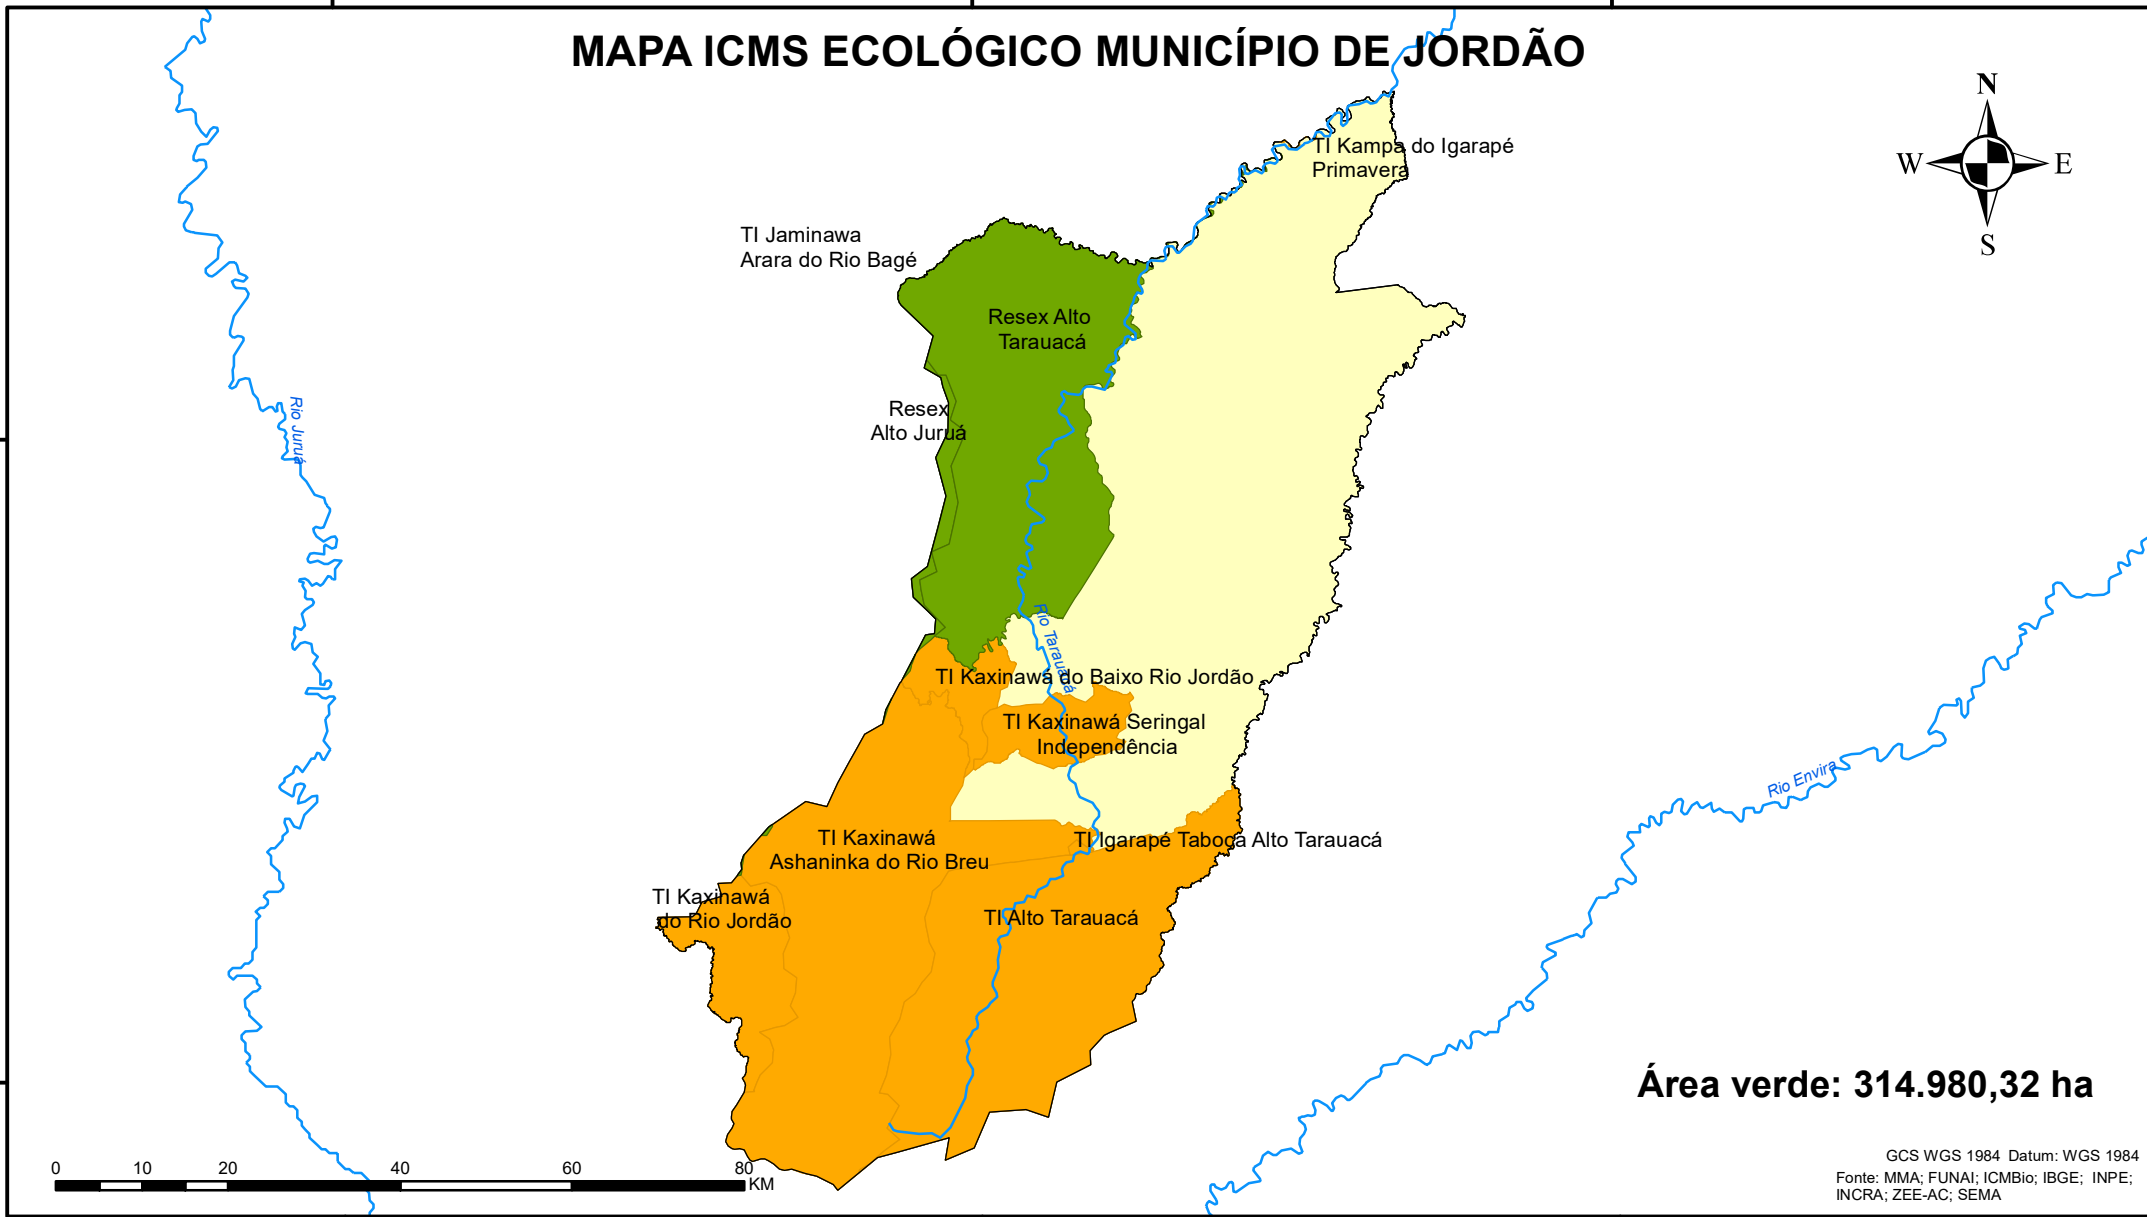 MAPA ICMS ECOLÓGICO MUNICÍPIO DE JORDÃO
N
W E
S
TI Kampa do Igarapé
Primavera
TI Jaminawa
Arara do Rio Bagé
Resex Alto
Tarauacá
Resex
Alto Juruá
Rio Juruá
Rio Tarauacá
TI Kaxinawá do Baixo Rio Jordão
TI Kaxinawá Seringal
Independência
Rio Envira
TI Kaxinawá
Ashaninka do Rio Breu
TI Igarapé Taboca Alto Tarauacá
TI Kaxinawá
do Rio Jordão
TI Alto Tarauacá
Área verde: 314.980,32 ha
0 10 20 40 60 80
KM
GCS WGS 1984 Datum: WGS 1984
Fonte: MMA; FUNAI; ICMBio; IBGE; INPE;
INCRA; ZEE-AC; SEMA